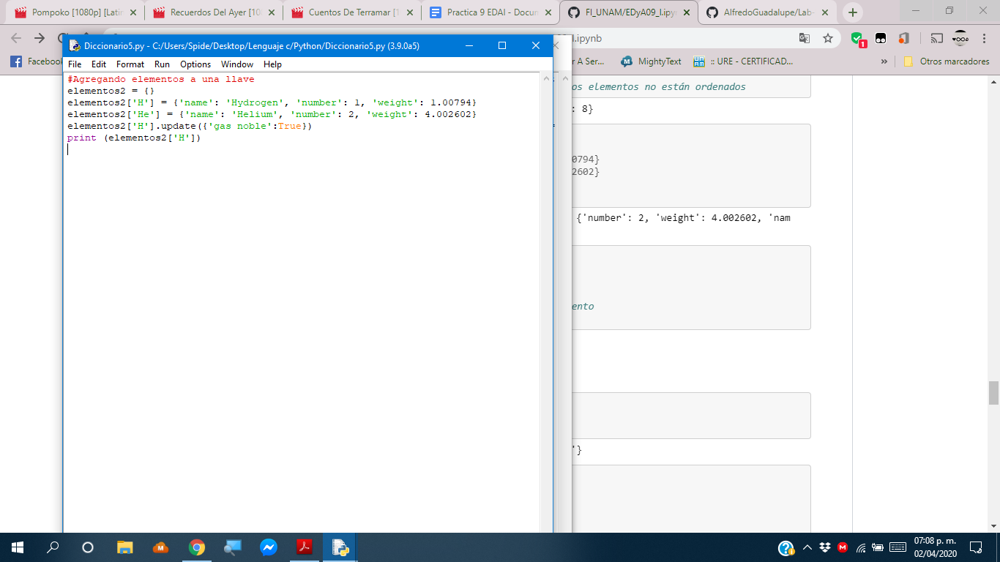 Pompoko [1080p] [Latin
Recuerdos Del Ayer [10
Cuentos De Terramar [1
Practica 9 EDAI - Docum
FI_UNAM/EDyA09_I.ipy
AlfredoGuadalupe/Lab-
I.ipynb
1
Facebook
r A Ser...
MightyText
:: URE - CERTIFICAD...
»
Otros marcadores
Diccionario5.py - C:/Users/Spide/Desktop/Lenguaje c/Python/Diccionario5.py (3.9.0a5)
File Edit Format Run Options Window Help
#Agregando elementos a una llave
elementos2 = {}
elementos2['H'] = {'name': 'Hydrogen', 'number': 1, 'weight': 1.00794}
elementos2['He'] = {'name': 'Helium', 'number': 2, 'weight': 4.002602}
elementos2['H'].update({'gas noble':True})
print (elementos2['H'])
os elementos no están ordenados
: 8}
0794}
2602}
{'number': 2, 'weight': 4.002602, 'nam
ento
'}
07:08 p. m.
02/04/2020